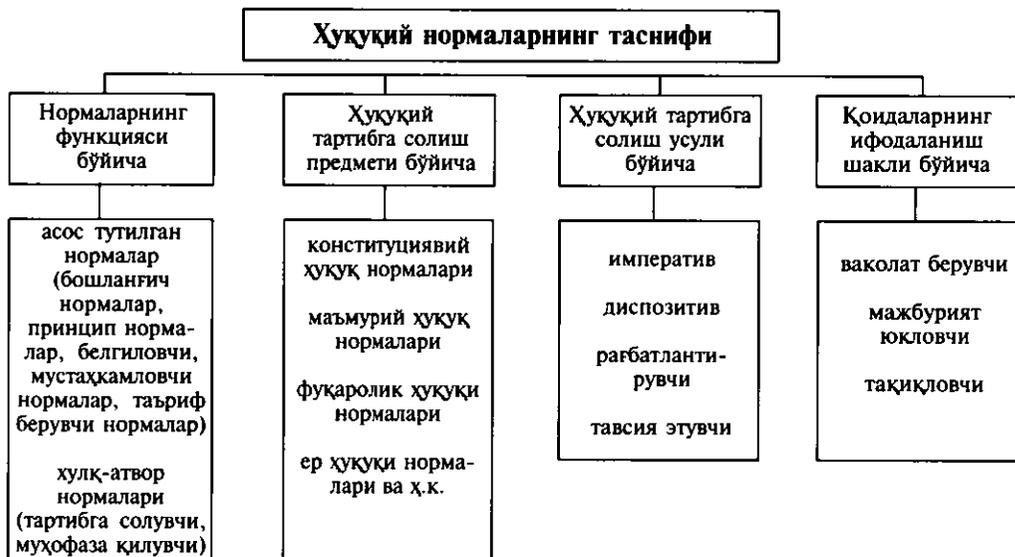 Ҳуқуқий нормаларнинг таснифи
Нормаларнинг
функцияси
бўйича
Ҳуқуқий
тартибга солиш
предмети бўйича
Ҳуқуқий тартибга
солиш усули
бўйича
Қоидаларнинг
ифодаланиш
шакли бўйича
асос тутилган
нормалар
(бошланғич
нормалар,
принцип норма-
лар, белгиловчи,
мустаҳкамловчи
нормалар, таъриф
берувчи нормалар)
хулқ-атвор
нормалари
(тартибга солувчи,
муҳофаза қилувчи)
конституциявий
ҳуқуқ нормалари
маъмурий ҳуқуқ
нормалари
фуқаролик ҳуқуқи
нормалари
ер ҳуқуқи норма-
лари ва ҳ.к.
императив
диспозитив
рағбатланти-
рувчи
тавсия этувчи
ваколат берувчи
мажбурият
юкловчи
тақиқловчи